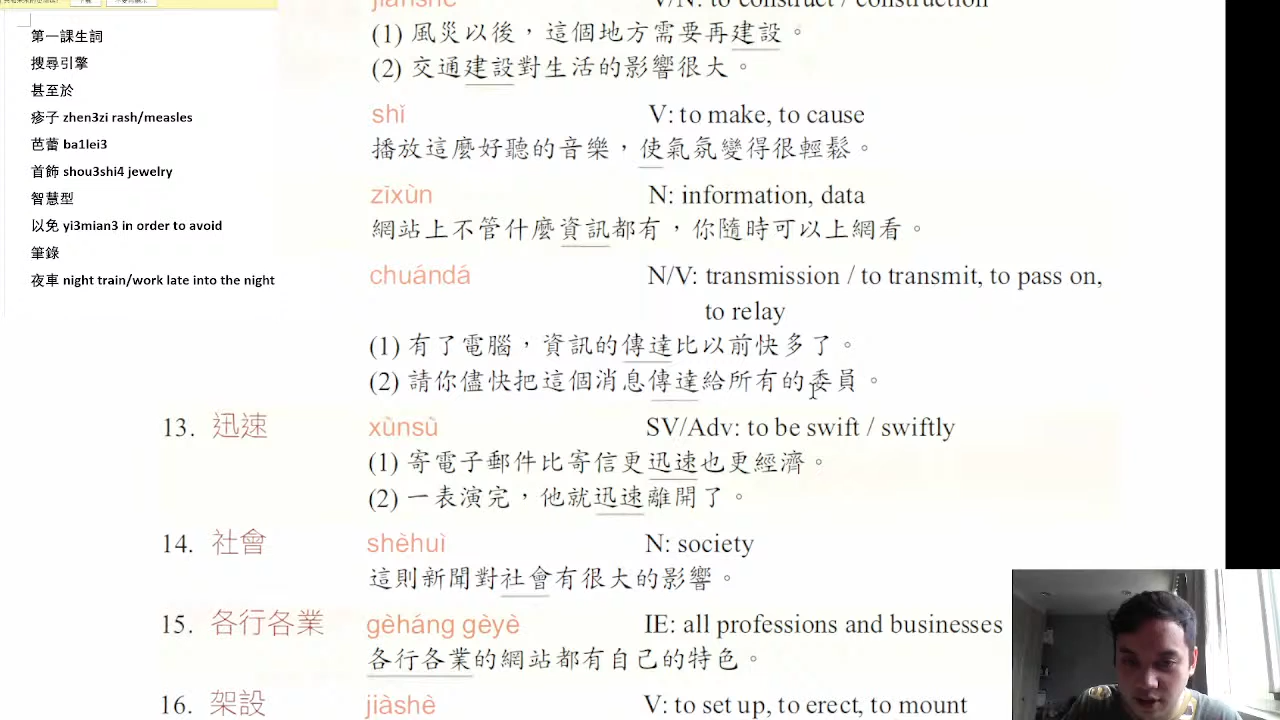 第一課生詞
搜尋引擎
甚至於
疹子 zhen3zi rash/measles
芭蕾 ba1lei3
首飾 shou3shi4 jewelry
智慧型
以免 yi3mian3 in order to avoid
筆錄
夜車 night train/work late into the night
jiànshè V/N: to construct / construction
(1) 風災以後，這個地方需要再建設。
(2) 交通建設對生活的影響很大。
shǐ V: to make, to cause
播放這麼好聽的音樂，使氣氛變得很輕鬆。
zīxùn N: information, data
網站上不管什麼資訊都有，你隨時可以上網看。
chuándá N/V: transmission / to transmit, to pass on,
to relay
(1) 有了電腦，資訊的傳達比以前快多了。
(2) 請你儘快把這個消息傳達給所有的委員。
13. 迅速 xùnsù SV/Adv: to be swift / swiftly
(1) 寄電子郵件比寄信更迅速也更經濟。
(2) 一表演完，他就迅速離開了。
14. 社會 shèhuì N: society
這則新聞對社會有很大的影響。
15. 各行各業 gèháng gèyè IE: all professions and businesses
各行各業的網站都有自己的特色。
16. 架設 jiàshè V: to set up, to erect, to mount